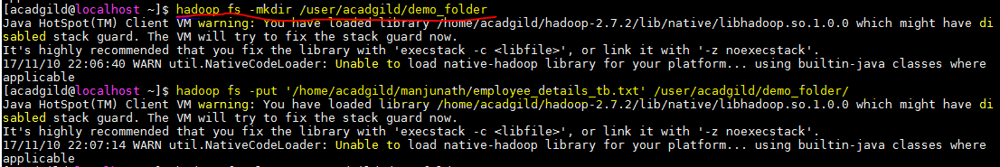 [acadgild@localhost ~]$ hadoop fs -mkdir /user/acadgild/demo_folder
Java HotSpot(TM) Client VM warning: You have loaded library /home/acadgild/hadoop-2.7.2/lib/native/libhadoop.so.1.0.0 which might have di
sabled stack guard. The VM will try to fix the stack guard now.
It's highly recommended that you fix the library with 'execstack -c <libfile>', or link it with '-z noexecstack'.
17/11/10 22:06:40 WARN util.NativeCodeLoader: Unable to load native-hadoop library for your platform... using builtin-java classes where
applicable
[acadgild@localhost ~]$ hadoop fs -put '/home/acadgild/manjunath/employee_details_tb.txt' /user/acadgild/demo_folder/
Java HotSpot(TM) Client VM warning: You have loaded library /home/acadgild/hadoop-2.7.2/lib/native/libhadoop.so.1.0.0 which might have di
sabled stack guard. The VM will try to fix the stack guard now.
It's highly recommended that you fix the library with 'execstack -c <libfile>', or link it with '-z noexecstack'.
17/11/10 22:07:14 WARN util.NativeCodeLoader: Unable to load native-hadoop library for your platform... using builtin-java classes where
applicable